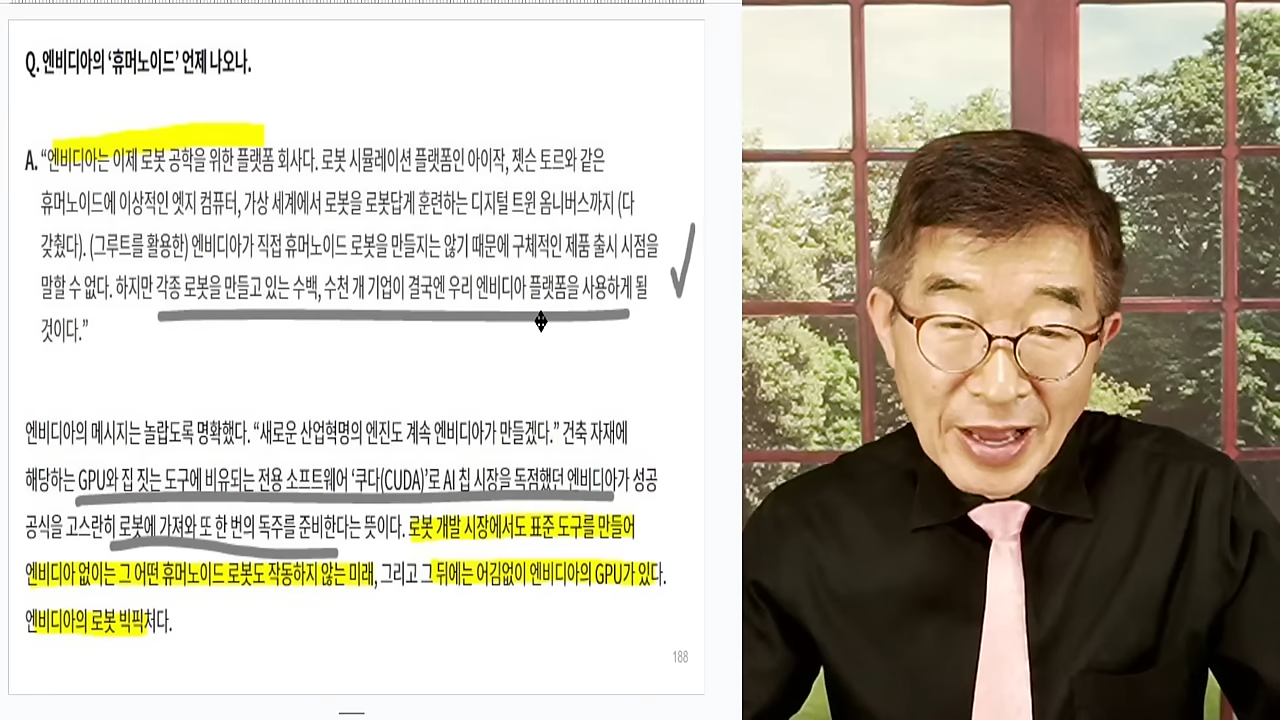 Q. 엔비디아의 ‘휴머노이드’ 언제 나오나.
A. “엔비디아는 이제 로봇 공학을 위한 플랫폼 회사다. 로봇 시뮬레이션 플랫폼인 아이작, 젯슨 토르와 같은
휴머노이드에 이상적인 엣지 컴퓨터, 가상 세계에서 로봇을 로봇답게 훈련하는 디지털 트윈 옴니버스까지 (다
갖췄다). (그루트를 활용한) 엔비디아가 직접 휴머노이드 로봇을 만들지는 않기 때문에 구체적인 제품 출시 시점을
말할 수 없다. 하지만 각종 로봇을 만들고 있는 수백, 수천 개 기업이 결국엔 우리 엔비디아 플랫폼을 사용하게 될
것이다.”
엔비디아의 메시지는 놀랍도록 명확했다. “새로운 산업혁명의 엔진도 계속 엔비디아가 만들겠다.” 건축 자재에
해당하는 GPU와 집 짓는 도구에 비유되는 전용 소프트웨어 ‘쿠다(CUDA)’로 AI 칩 시장을 독점했던 엔비디아가 성공
공식을 고스란히 로봇에 가져와 또 한 번의 독주를 준비한다는 뜻이다. 로봇 개발 시장에서도 표준 도구를 만들어
엔비디아 없이는 그 어떤 휴머노이드 로봇도 작동하지 않는 미래, 그리고 그 뒤에는 어김없이 엔비디아의 GPU가 있다.
엔비디아의 로봇 빅픽처다.
188